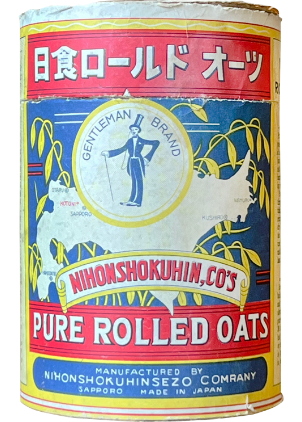 日食ロールド オーツ
GENTLEMAN BRAND
SAPPORO
NIHONSHOKUHIN,CO'S
PURE ROLLED OATS
MANUFACTURED BY
NIHONSHOKUHINSEZO COMRANY
SAPPORO MADE IN JAPAN